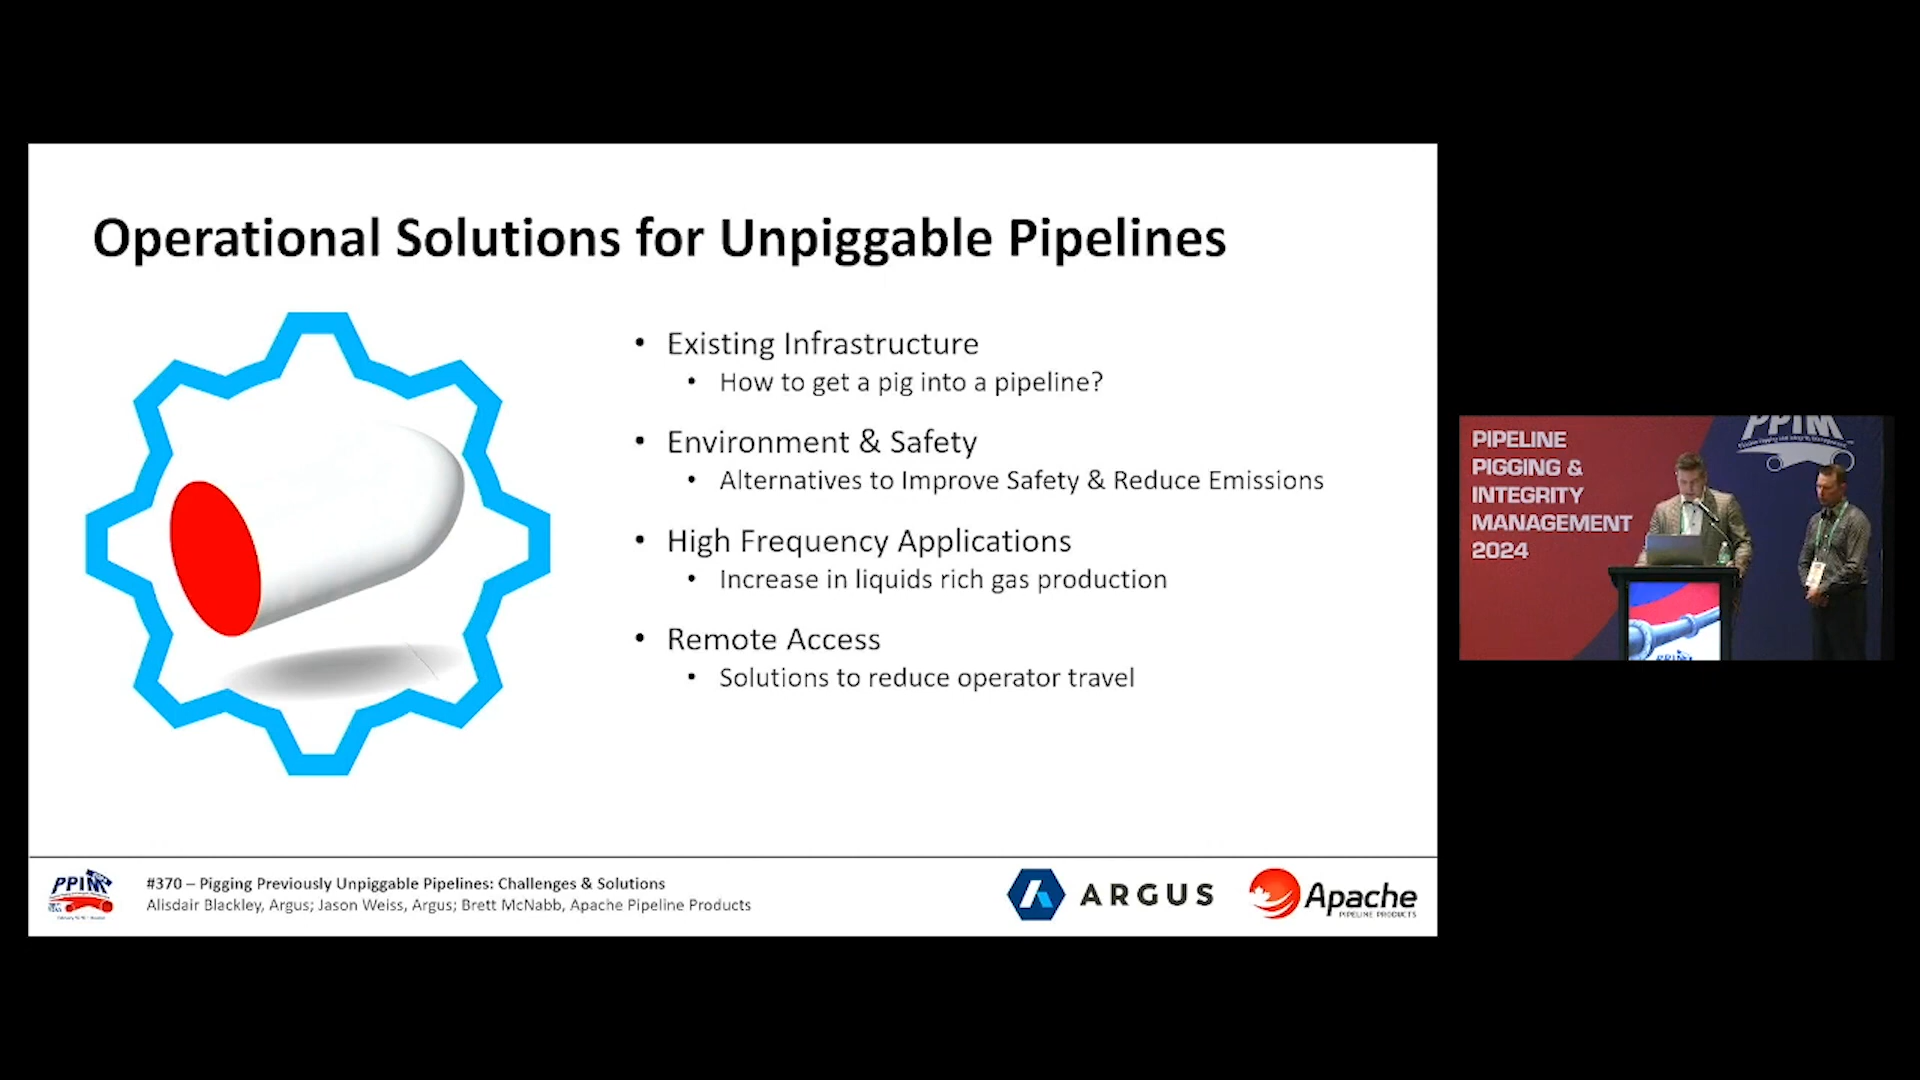 Operational Solutions for Unpiggable Pipelines
• Existing Infrastructure
• How to get a pig into a pipeline?
• Environment & Safety
• Alternatives to Improve Safety & Reduce Emissions
• High Frequency Applications
• Increase in liquids rich gas production
• Remote Access
• Solutions to reduce operator travel
PPIM
#370 – Pigging Previously Unpiggable Pipelines: Challenges & Solutions
Alisdair Blackley, Argus; Jason Weiss, Argus; Brett McNabb, Apache Pipeline Products
ARGUS
Apache
PIPELINE PRODUCTS
PIPELINE
PIGGING &
INTEGRITY
MANAGEMENT
2024
PPIM